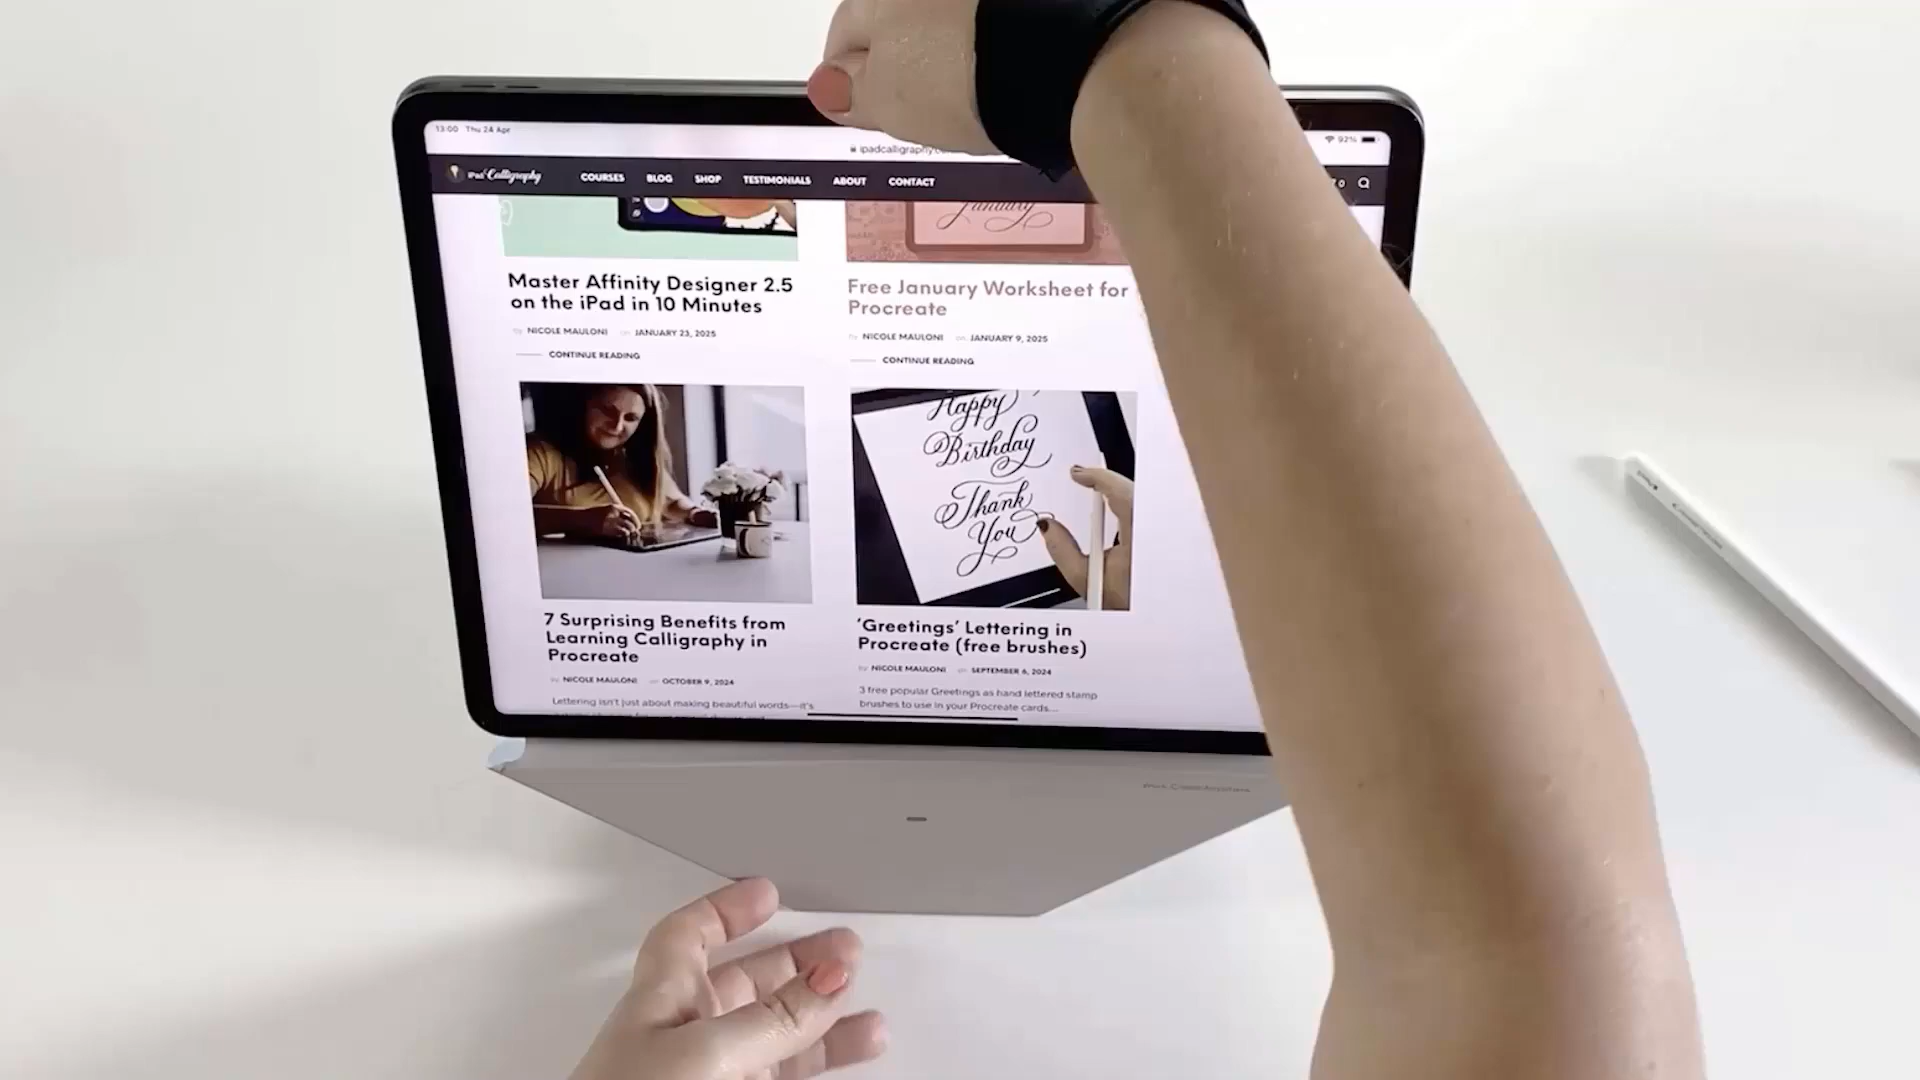 13:00 Thu 24 Apr
92%
ipadcalligraphy.
iPad Calligraphy
COURSES BLOG SHOP TESTIMONIALS ABOUT CONTACT
0
January
Master Affinity Designer 2.5
on the iPad in 10 Minutes
by NICOLE MAULONI on JANUARY 23, 2025
CONTINUE READING
Free January Worksheet for
Procreate
by NICOLE MAULONI on JANUARY 9, 2025
CONTINUE READING
Happy
Birthday
Thank
You
7 Surprising Benefits from
Learning Calligraphy in
Procreate
by NICOLE MAULONI on OCTOBER 9, 2024
Lettering isn't just about making beautiful words—it's
‘Greetings’ Lettering in
Procreate (free brushes)
by NICOLE MAULONI on SEPTEMBER 6, 2024
3 free popular Greetings as hand lettered stamp
brushes to use in your Procreate cards...